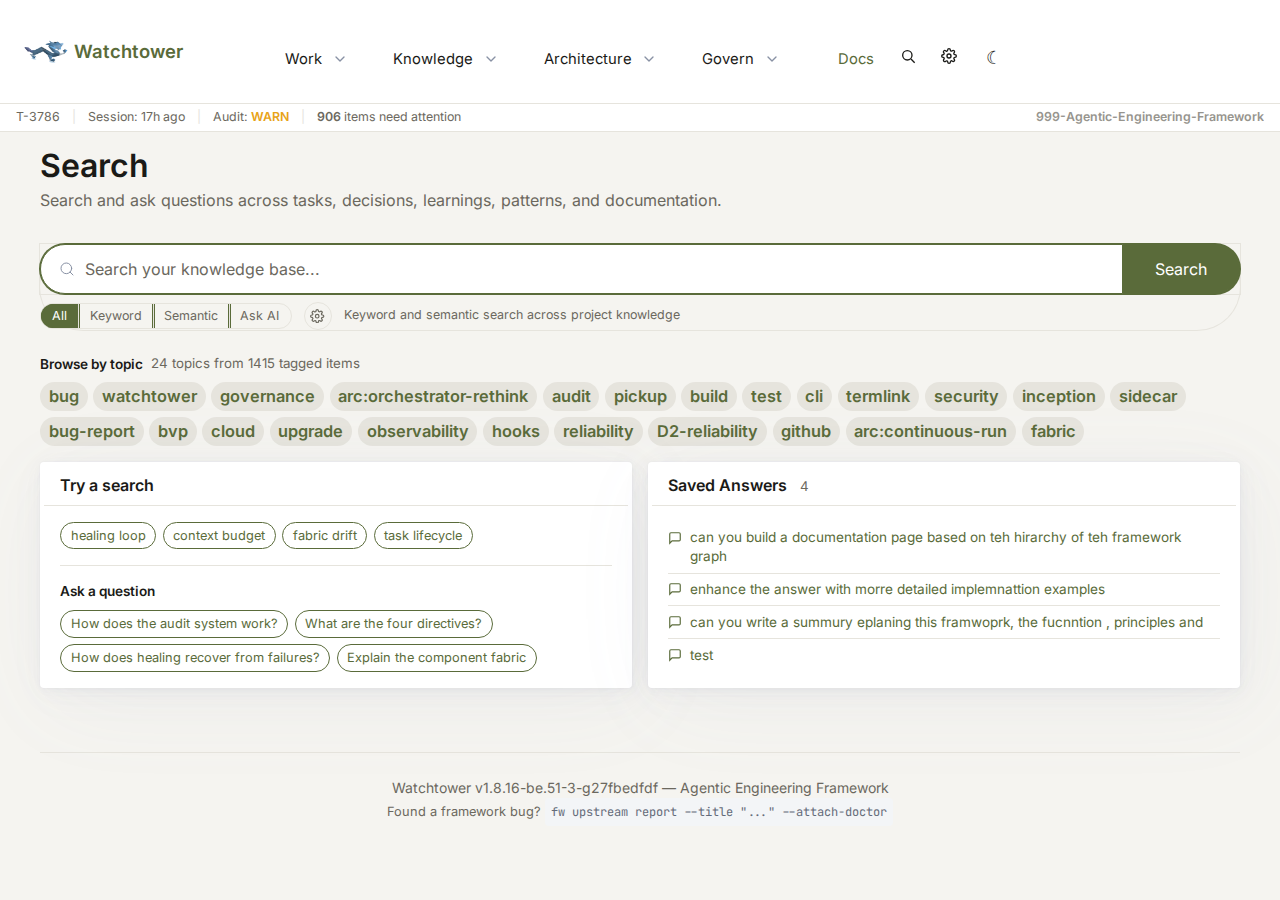 Watchtower
Work Knowledge Architecture Govern Docs
T-3786 Session: 17h ago Audit: WARN 906 items need attention 999-Agentic-Engineering-Framework
Search
Search and ask questions across tasks, decisions, learnings, patterns, and documentation.
Search your knowledge base... Search
All Keyword Semantic Ask AI Keyword and semantic search across project knowledge
Browse by topic 24 topics from 1415 tagged items
bug watchtower governance arc:orchestrator-rethink audit pickup build test cli termlink security inception sidecar
bug-report bvp cloud upgrade observability hooks reliability D2-reliability github arc:continuous-run fabric
Try a search
healing loop context budget fabric drift task lifecycle
Ask a question
How does the audit system work? What are the four directives?
How does healing recover from failures? Explain the component fabric
Saved Answers 4
can you build a documentation page based on teh hirarchy of teh framework
graph
enhance the answer with morre detailed implemnattion examples
can you write a summury eplaning this framwoprk, the fucnntion , principles and
test
Watchtower v1.8.16-be.51-3-g27fbedfdf — Agentic Engineering Framework
Found a framework bug? fw upstream report --title "..." --attach-doctor